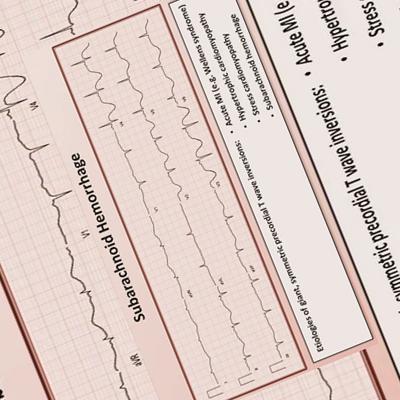 Subarachnoid Hemorrhage
Etiologies of giant, symmetric precordial T wave inversions:
• Acute MI (e.g. Wellens syndrome)
• Hypertrophic cardiomyopathy
• Stress cardiomyopathy
• Subarachnoid hemorrhage
symmetric precordial T wave inversions:
• Acute MI (e
• Hypertro
• Stress
aVR
V1
V4